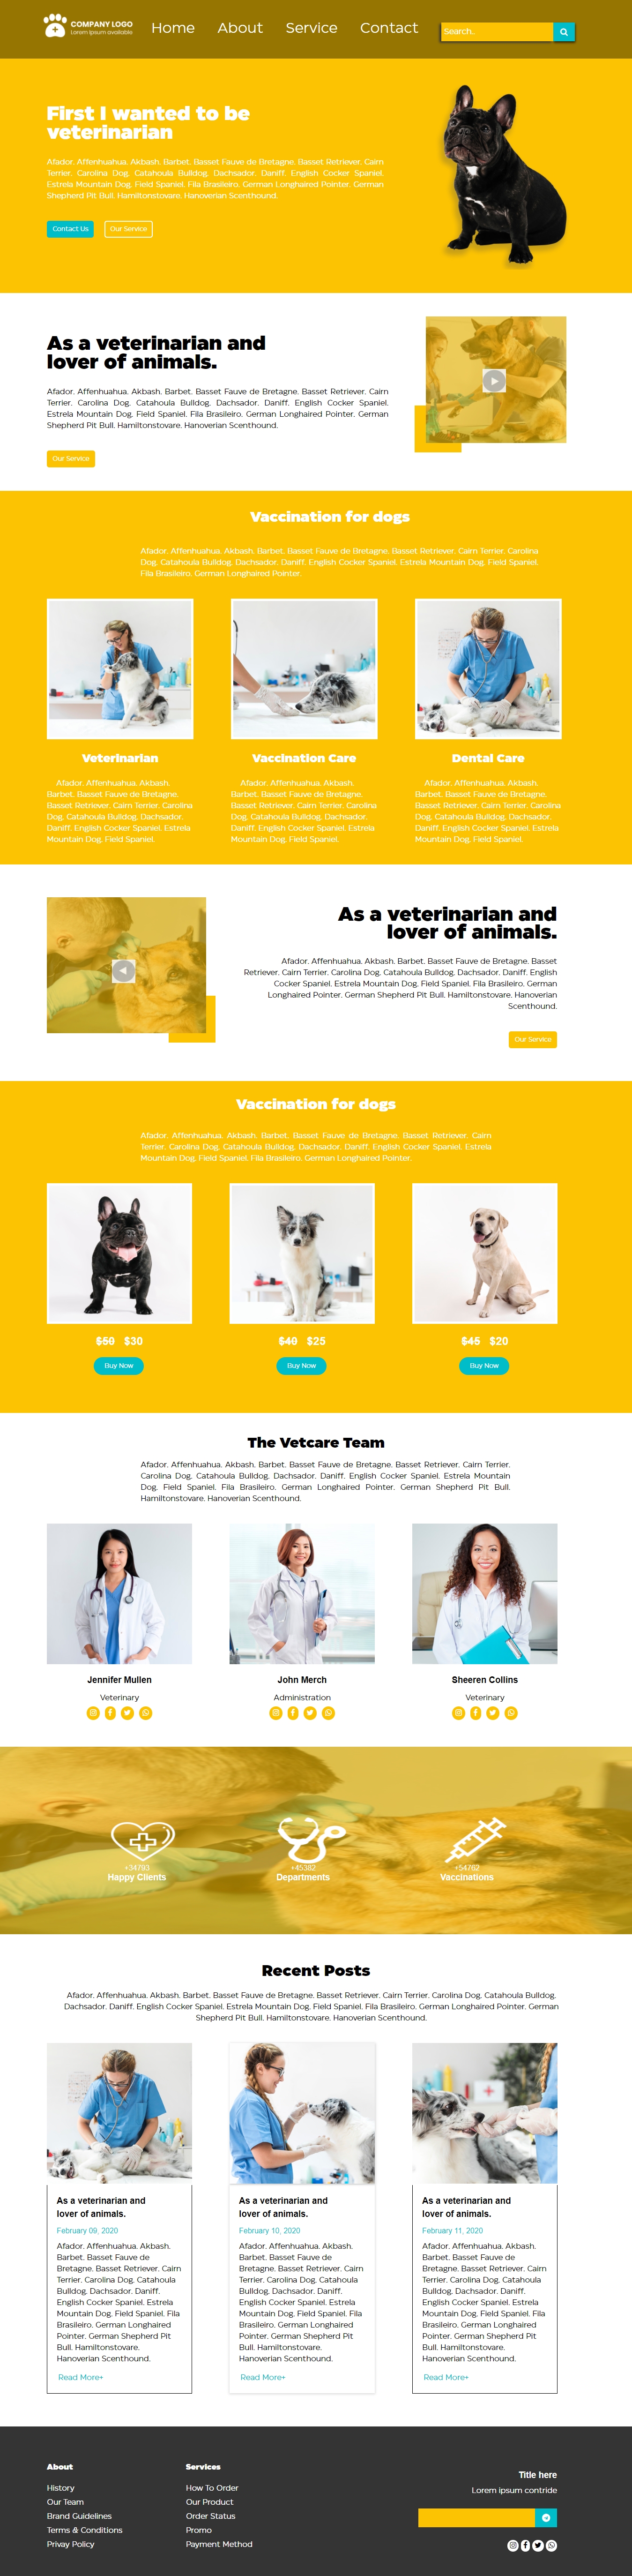 COMPANY LOGO
Lorem Ipsum available
Home About Service Contact
Search..
First I wanted to be
veterinarian
Afador. Affenhuahua. Akbash. Barbet. Basset Fauve de Bretagne. Basset Retriever. Cairn
Terrier. Carolina Dog. Catahoula Bulldog. Dachsador. Daniff. English Cocker Spaniel.
Estrela Mountain Dog. Field Spaniel. Fila Brasileiro. German Longhaired Pointer. German
Shepherd Pit Bull. Hamiltonstovare. Hanoverian Scenthound.
Contact Us Our Service
As a veterinarian and
lover of animals.
Afador. Affenhuahua. Akbash. Barbet. Basset Fauve de Bretagne. Basset Retriever. Cairn
Terrier. Carolina Dog. Catahoula Bulldog. Dachsador. Daniff. English Cocker Spaniel.
Estrela Mountain Dog. Field Spaniel. Fila Brasileiro. German Longhaired Pointer. German
Shepherd Pit Bull. Hamiltonstovare. Hanoverian Scenthound.
Our Service
Vaccination for dogs
Afador. Affenhuahua. Akbash. Barbet. Basset Fauve de Bretagne. Basset Retriever. Cairn Terrier. Carolina
Dog. Catahoula Bulldog. Dachsador. Daniff. English Cocker Spaniel. Estrela Mountain Dog. Field Spaniel.
Fila Brasileiro. German Longhaired Pointer.
Veterinarian
Afador. Affenhuahua. Akbash.
Barbet. Basset Fauve de Bretagne.
Basset Retriever. Cairn Terrier. Carolina
Dog. Catahoula Bulldog. Dachsador.
Daniff. English Cocker Spaniel. Estrela
Mountain Dog. Field Spaniel.
Vaccination Care
Afador. Affenhuahua. Akbash.
Barbet. Basset Fauve de Bretagne.
Basset Retriever. Cairn Terrier. Carolina
Dog. Catahoula Bulldog. Dachsador.
Daniff. English Cocker Spaniel. Estrela
Mountain Dog. Field Spaniel.
Dental Care
Afador. Affenhuahua. Akbash.
Barbet. Basset Fauve de Bretagne.
Basset Retriever. Cairn Terrier. Carolina
Dog. Catahoula Bulldog. Dachsador.
Daniff. English Cocker Spaniel. Estrela
Mountain Dog. Field Spaniel.
As a veterinarian and
lover of animals.
Afador. Affenhuahua. Akbash. Barbet. Basset Fauve de Bretagne. Basset
Retriever. Cairn Terrier. Carolina Dog. Catahoula Bulldog. Dachsador. Daniff. English
Cocker Spaniel. Estrela Mountain Dog. Field Spaniel. Fila Brasileiro. German
Longhaired Pointer. German Shepherd Pit Bull. Hamiltonstovare. Hanoverian
Scenthound.
Our Service
Vaccination for dogs
Afador. Affenhuahua. Akbash. Barbet. Basset Fauve de Bretagne. Basset Retriever. Cairn
Terrier. Carolina Dog. Catahoula Bulldog. Dachsador. Daniff. English Cocker Spaniel. Estrela
Mountain Dog. Field Spaniel. Fila Brasileiro. German Longhaired Pointer.
$50 $30
Buy Now
$40 $25
Buy Now
$45 $20
Buy Now
The Vetcare Team
Afador. Affenhuahua. Akbash. Barbet. Basset Fauve de Bretagne. Basset Retriever. Cairn Terrier.
Carolina Dog. Catahoula Bulldog. Dachsador. Daniff. English Cocker Spaniel. Estrela Mountain
Dog. Field Spaniel. Fila Brasileiro. German Longhaired Pointer. German Shepherd Pit Bull.
Hamiltonstovare. Hanoverian Scenthound.
Jennifer Mullen
Veterinary
John Merch
Administration
Sheeren Collins
Veterinary
+34793
Happy Clients
+45382
Departments
+54762
Vaccinations
Recent Posts
Afador. Affenhuahua. Akbash. Barbet. Basset Fauve de Bretagne. Basset Retriever. Cairn Terrier. Carolina Dog. Catahoula Bulldog.
Dachsador. Daniff. English Cocker Spaniel. Estrela Mountain Dog. Field Spaniel. Fila Brasileiro. German Longhaired Pointer. German
Shepherd Pit Bull. Hamiltonstovare. Hanoverian Scenthound.
As a veterinarian and
lover of animals.
February 09, 2020
Afador. Affenhuahua. Akbash.
Barbet. Basset Fauve de
Bretagne. Basset Retriever. Cairn
Terrier. Carolina Dog. Catahoula
Bulldog. Dachsador. Daniff.
English Cocker Spaniel. Estrela
Mountain Dog. Field Spaniel. Fila
Brasileiro. German Longhaired
Pointer. German Shepherd Pit
Bull. Hamiltonstovare.
Hanoverian Scenthound.
Read More+
As a veterinarian and
lover of animals.
February 10, 2020
Afador. Affenhuahua. Akbash.
Barbet. Basset Fauve de
Bretagne. Basset Retriever. Cairn
Terrier. Carolina Dog. Catahoula
Bulldog. Dachsador. Daniff.
English Cocker Spaniel. Estrela
Mountain Dog. Field Spaniel. Fila
Brasileiro. German Longhaired
Pointer. German Shepherd Pit
Bull. Hamiltonstovare.
Hanoverian Scenthound.
Read More+
As a veterinarian and
lover of animals.
February 11, 2020
Afador. Affenhuahua. Akbash.
Barbet. Basset Fauve de
Bretagne. Basset Retriever. Cairn
Terrier. Carolina Dog. Catahoula
Bulldog. Dachsador. Daniff.
English Cocker Spaniel. Estrela
Mountain Dog. Field Spaniel. Fila
Brasileiro. German Longhaired
Pointer. German Shepherd Pit
Bull. Hamiltonstovare.
Hanoverian Scenthound.
Read More+
About
History
Our Team
Brand Guidelines
Terms & Conditions
Privay Policy
Services
How To Order
Our Product
Order Status
Promo
Payment Method
Title here
Lorem ipsum contride